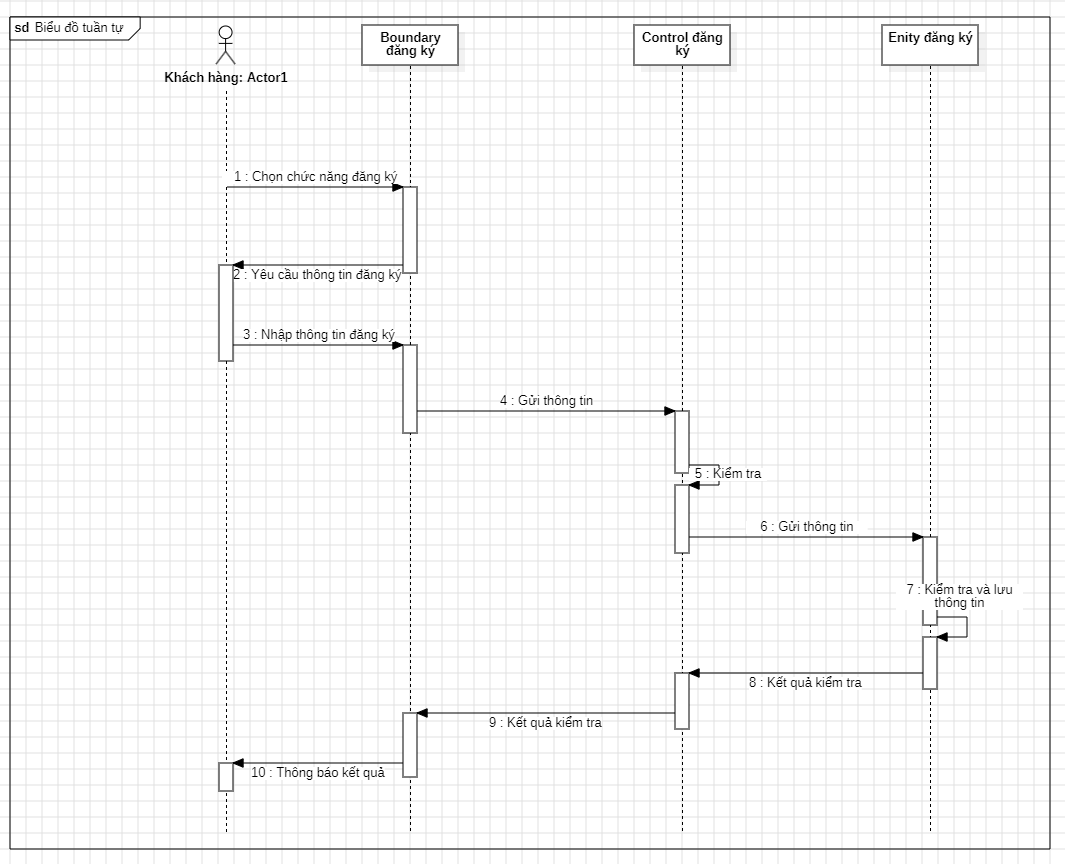 sd Biểu đồ tuần tự
Khách hàng: Actor1
Boundary
đăng ký
Control đăng
ký
Enity đăng ký
1 : Chọn chức năng đăng ký
2 : Yêu cầu thông tin đăng ký
3 : Nhập thông tin đăng ký
4 : Gửi thông tin
5 : Kiểm tra
6 : Gửi thông tin
7 : Kiểm tra và lưu
thông tin
8 : Kết quả kiểm tra
9 : Kết quả kiểm tra
10 : Thông báo kết quả